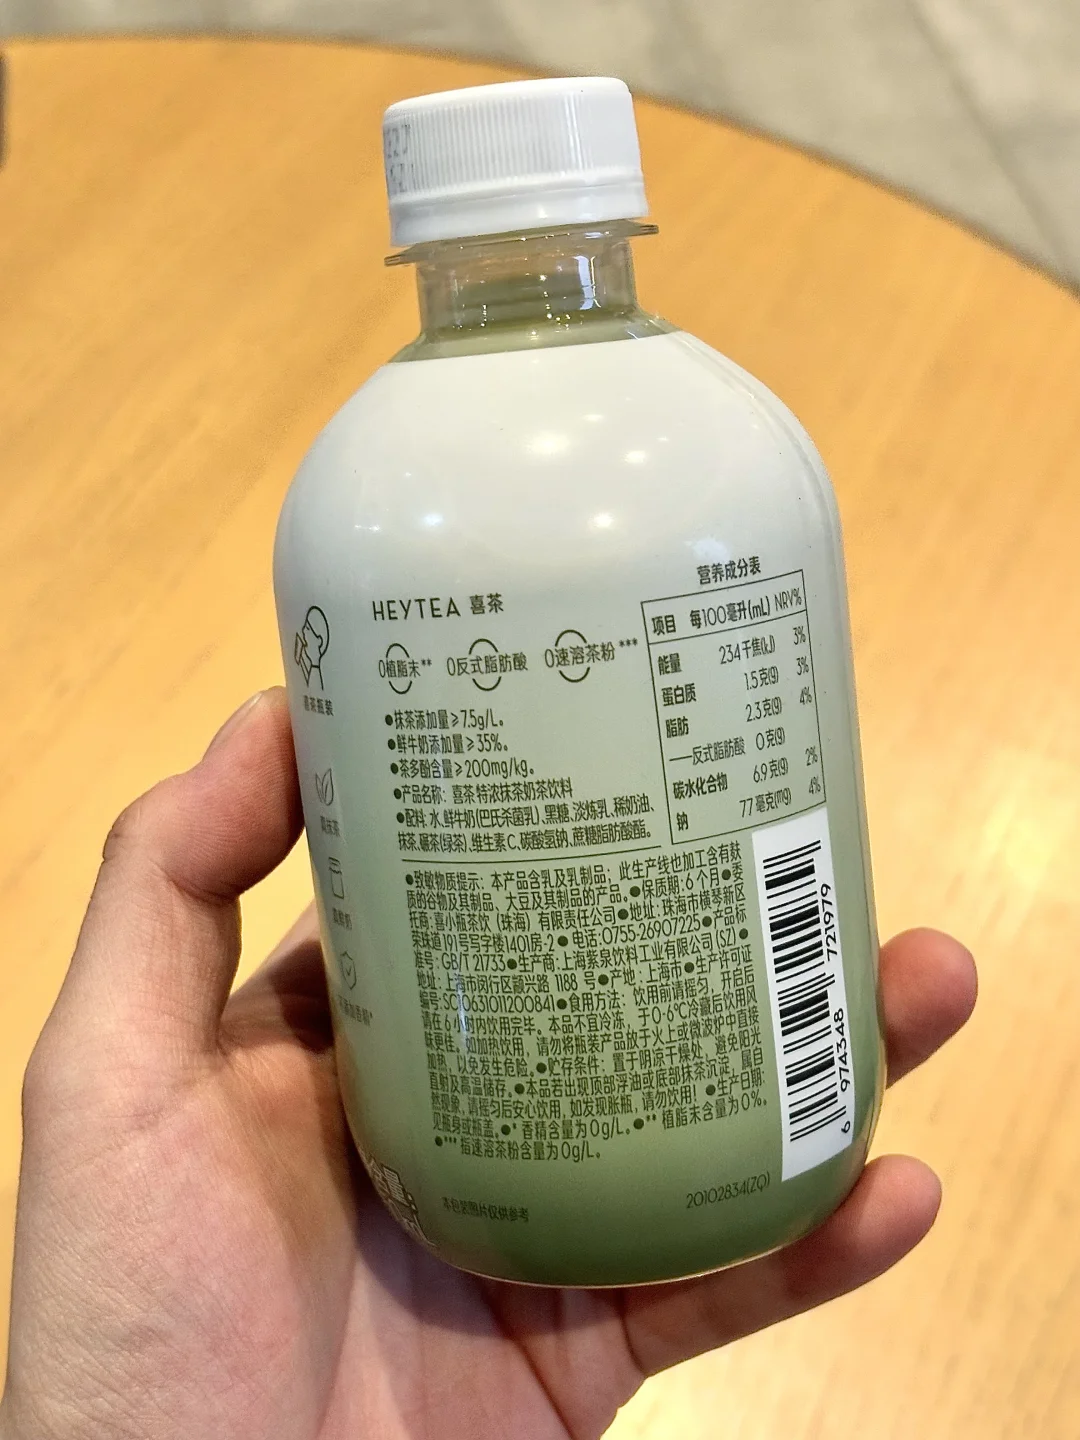 HEYTEA 喜茶
0植脂末** 0反式脂肪酸 0速溶茶粉***
喜茶瓶装
●抹茶添加量≥7.5g/L。
●鲜牛奶添加量≥35%。
●茶多酚含量≥200mg/kg。
●产品名称：喜茶特浓抹茶奶茶饮料
●配料：水、鲜牛奶(巴氏杀菌乳)、黑糖、淡炼乳、稀奶油、
抹茶、碾茶(绿茶)、维生素C、碳酸氢钠、蔗糖脂肪酸酯。
营养成分表
项目 每100毫升(mL) NRV%
能量 234千焦(kJ) 3%
蛋白质 1.5克(g) 3%
脂肪 2.3克(g) 4%
——反式脂肪酸 0克(g)
碳水化合物 6.9克(g) 2%
钠 77毫克(mg) 4%
●致敏物质提示：本产品含乳及乳制品；此生产线也加工含有麸
质的谷物及其制品、大豆及其制品的产品。●保质期：6个月●委
托商：喜小瓶茶饮（珠海）有限责任公司●地址：珠海市横琴新区
荣珠道191号写字楼1401房-2●电话：0755-26907225●产品标
准号：GB/T 21733●生产商：上海紫泉饮料工业有限公司(SZ)●
地址：上海市闵行区颛兴路1188号●产地：上海市●生产许可证
编号：SC10631011200841●食用方法：饮用前请摇匀，开启后
请在6小时内饮用完毕。本品不宜冷冻，于0-6℃冷藏后饮用风
味更佳。如加热饮用，请勿将瓶装产品放于火上或微波炉中直接
加热，以免发生危险。●贮存条件：置于阴凉干燥处，避免阳光
直射及高温储存。●本品若出现顶部浮油或底部抹茶沉淀，属自
然现象，请摇匀后安心饮用，如发现胀瓶，请勿饮用！●生产日期：
见瓶身或瓶盖。●*香精含量为0g/L。●**植脂末含量为0%。
●***指速溶茶粉含量为0g/L。
本包装图片仅供参考
20102834(ZQ)
6 974348 721979